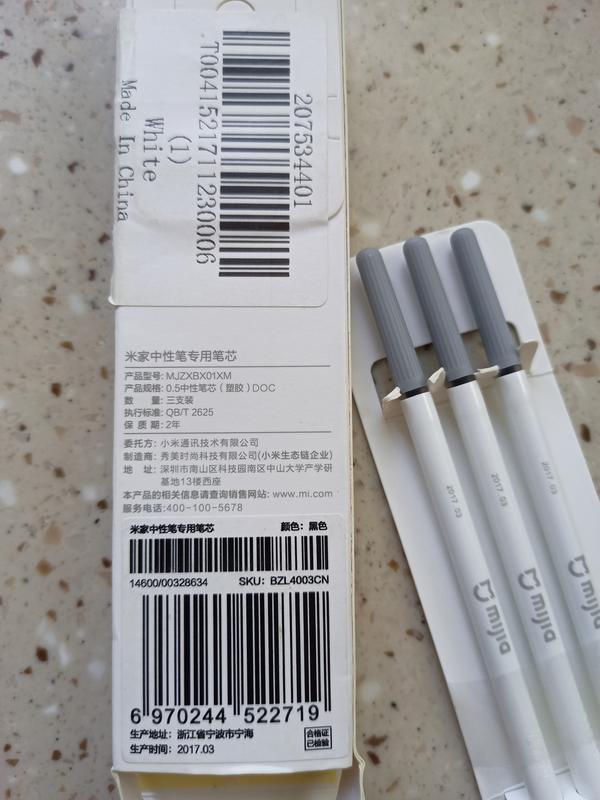 207534401
T0041521711230006
(1)
White
Made In China
米家中性笔专用笔芯
产品型号: MJZXBX01XM
产品规格: 0.5中性笔芯（塑胶）DOC
数 量: 三支装
执行标准: QB/T 2625
保 质 期: 2年
委托方: 小米通讯技术有限公司
制造商: 秀美时尚科技有限公司(小米生态链企业)
地 址: 深圳市南山区科技园南区中山大学产学研
基地13楼西座
本产品的相关信息请查询销售网站: www.mi.com
服务电话:400-100-5678
米家中性笔专用笔芯 颜色: 黑色
14600/00328634 SKU: BZL4003CN
6 970244 522719
生产地址: 浙江省宁波市宁海
生产时间: 2017.03
合格证
已检验
2017. 03
mijia
2017. 03
mijia
2017. 03
mijia